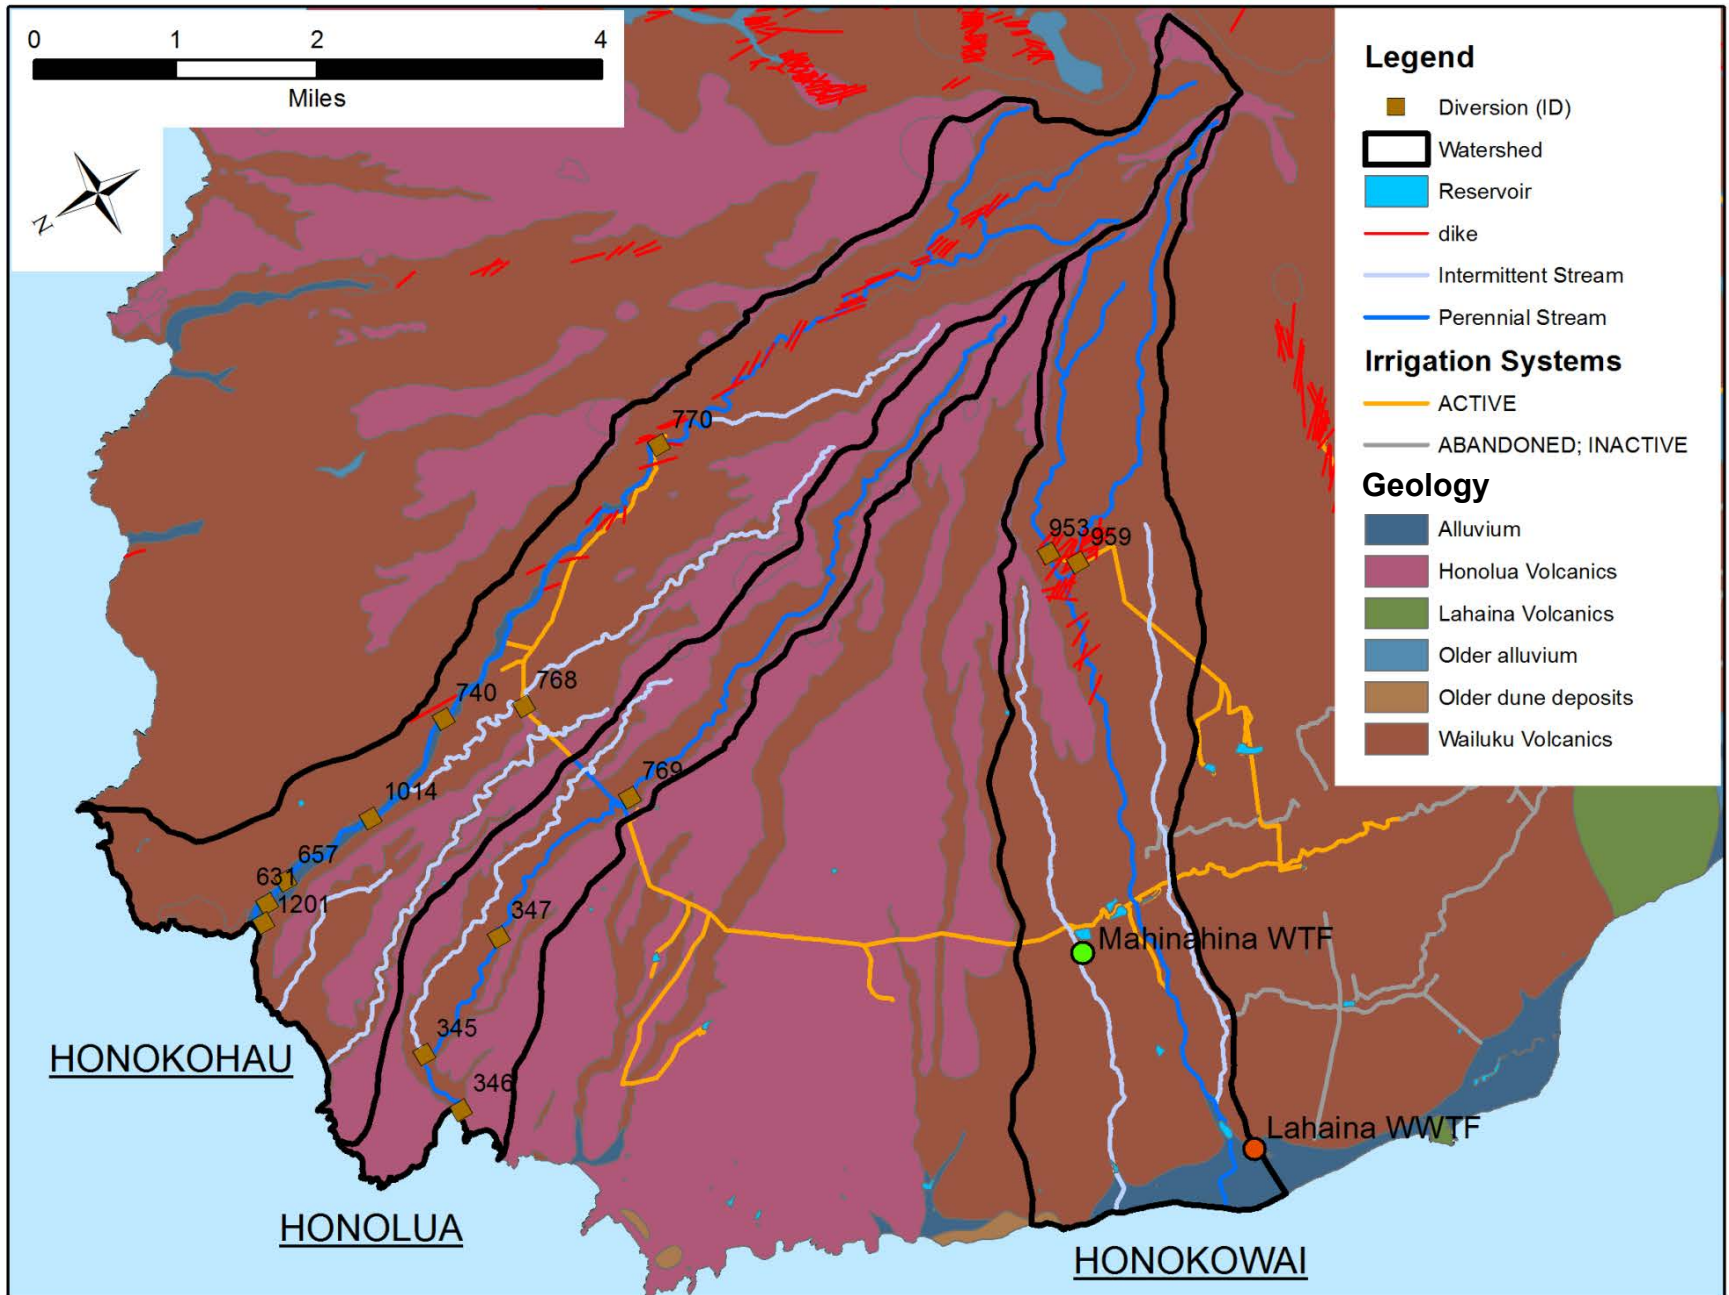 0 1 2 4
Miles
N
Legend
Diversion (ID)
Watershed
Reservoir
dike
Intermittent Stream
Perennial Stream
Irrigation Systems
ACTIVE
ABANDONED; INACTIVE
Geology
Alluvium
Honolua Volcanics
Lahaina Volcanics
Older alluvium
Older dune deposits
Wailuku Volcanics
770
953
959
768
740
769
1014
657
631
1201
347
Mahinahina WTF
345
HONOKOHAU
346
Lahaina WWTF
HONOLUA
HONOKOWAI